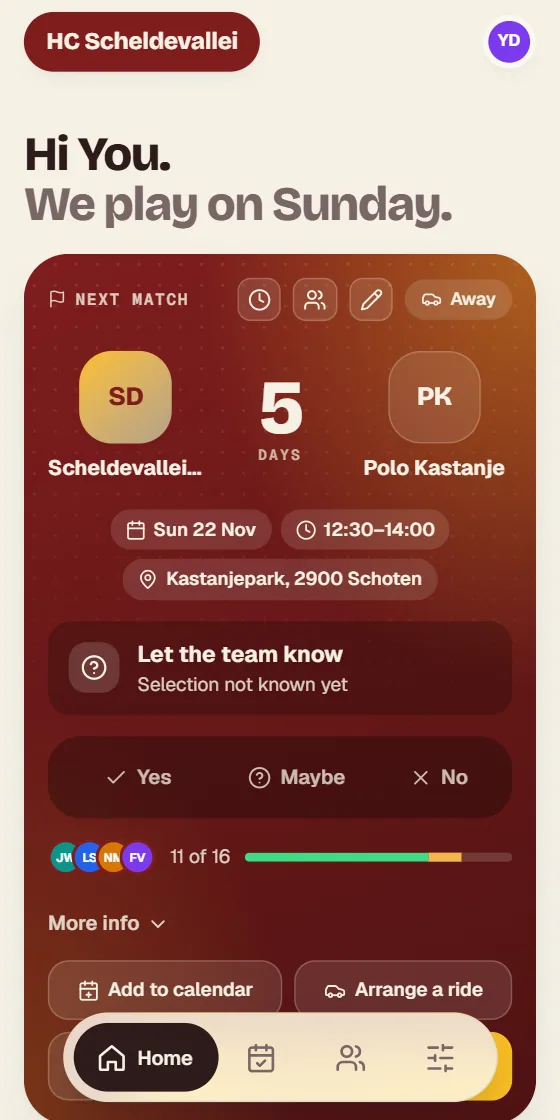 HC Scheldevallei
YD
Hi You.
We play on Sunday.
NEXT MATCH
Away
SD
5
DAYS
PK
Scheldevallei...
Polo Kastanje
Sun 22 Nov
12:30–14:00
Kastanjepark, 2900 Schoten
Let the team know
Selection not known yet
Yes
Maybe
No
JW LS NM FV
11 of 16
More info
Add to calendar
Arrange a ride
Home